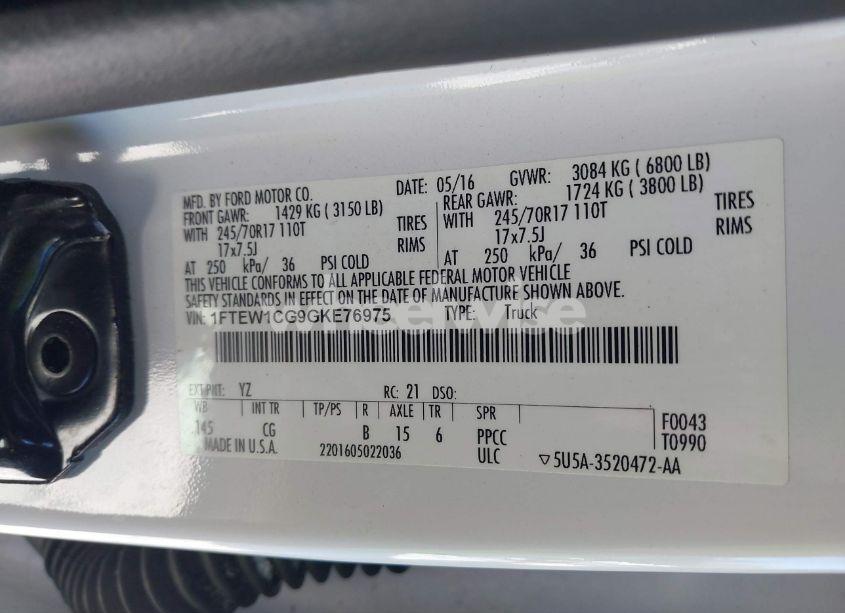 MFD. BY FORD MOTOR CO. DATE: 05/16 GVWR: 3084 KG ( 6800 LB)
FRONT GAWR: 1429 KG ( 3150 LB) REAR GAWR: 1724 KG ( 3800 LB)
WITH 245/70R17 110T TIRES WITH 245/70R17 110T TIRES
17x7.5J RIMS 17x7.5J RIMS
AT 250 kPa/ 36 PSI COLD AT 250 kPa/ 36 PSI COLD
THIS VEHICLE CONFORMS TO ALL APPLICABLE FEDERAL MOTOR VEHICLE
SAFETY STANDARDS IN EFFECT ON THE DATE OF MANUFACTURE SHOWN ABOVE.
VIN: 1FTEW1CG9GKE76975 TYPE: Truck
EXT PNT: YZ RC: 21 DSO:
WB INT TR TP/PS R AXLE TR SPR F0043
145 CG B 15 6 PPCC T0990
MADE IN U.S.A. 2201605022036 ULC ▽5U5A-3520472-AA
wheelwise